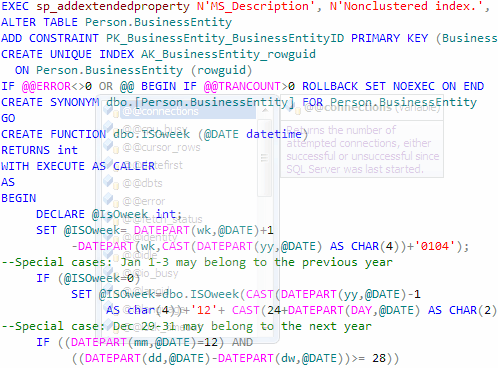 EXEC sp_addextendedproperty N'MS_Description', N'Nonclustered index.',
ALTER TABLE Person.BusinessEntity
ADD CONSTRAINT PK_BusinessEntity_BusinessEntityID PRIMARY KEY (Business
CREATE UNIQUE INDEX AK_BusinessEntity_rowguid
ON Person.BusinessEntity (rowguid)
IF @@ERROR<>0 OR @@ BEGIN IF @@TRANCOUNT>0 ROLLBACK SET NOEXEC ON END
CREATE SYNONYM dbo.[Person.BusinessEntity] FOR Person.BusinessEntity
GO
CREATE FUNCTION dbo.ISOweek (@DATE datetime)
RETURNS int
WITH EXECUTE AS CALLER
AS
BEGIN
DECLARE @ISOweek int;
SET @ISOweek= DATEPART(wk,@DATE)+1
-DATEPART(wk,CAST(DATEPART(yy,@DATE) AS CHAR(4))+'0104');
--Special cases: Jan 1-3 may belong to the previous year
IF (@ISOweek=0)
SET @ISOweek=dbo.ISOweek(CAST(DATEPART(yy,@DATE)-1
AS char(4))+'12'+ CAST(24+DATEPART(DAY,@DATE) AS CHAR(2)
--Special case: Dec 29-31 may belong to the next year
IF ((DATEPART(mm,@DATE)=12) AND
((DATEPART(dd,@DATE)-DATEPART(dw,@DATE))>= 28))
@@connections
@@cpu_busy
@@cursor_rows
@@datefirst
@@dbts
@@error
@@fetch_status
@@identity
@@idle
@@io_busy
@@connections (Variable)
Returns the number of
attempted connections, either
successful or unsuccessful since
SQL Server was last started.